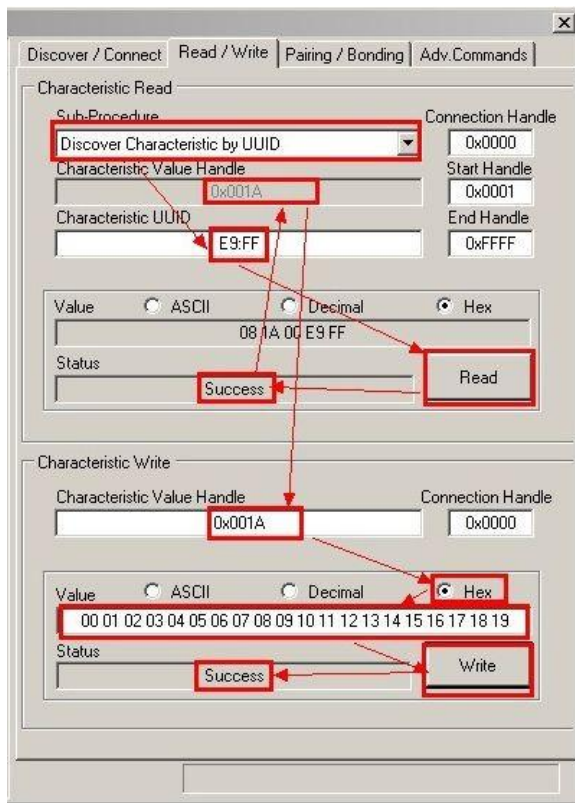 Discover / Connect Read / Write Pairing / Bonding Adv.Commands
Characteristic Read
Sub-Procedure Connection Handle
Discover Characteristic by UUID 0x0000
Characteristic Value Handle Start Handle
0x001A 0x0001
Characteristic UUID End Handle
E9:FF 0xFFFF
Value ASCII Decimal Hex
08 1A 00 E9 FF
Status
Success Read
Characteristic Write
Characteristic Value Handle Connection Handle
0x001A 0x0000
Value ASCII Decimal Hex
00 01 02 03 04 05 06 07 08 09 10 11 12 13 14 15 16 17 18 19
Status
Success Write